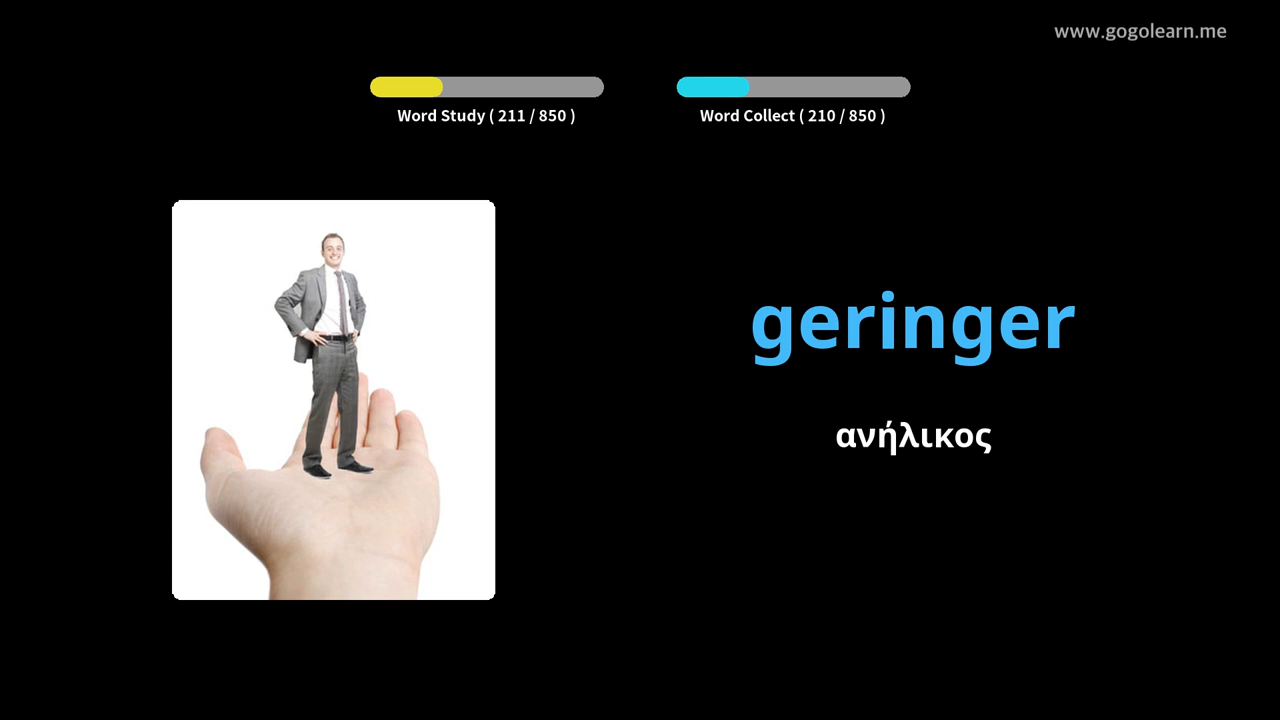 www.gogolearn.me
Word Study ( 211 / 850 )
Word Collect ( 210 / 850 )
geringer
ανήλικος